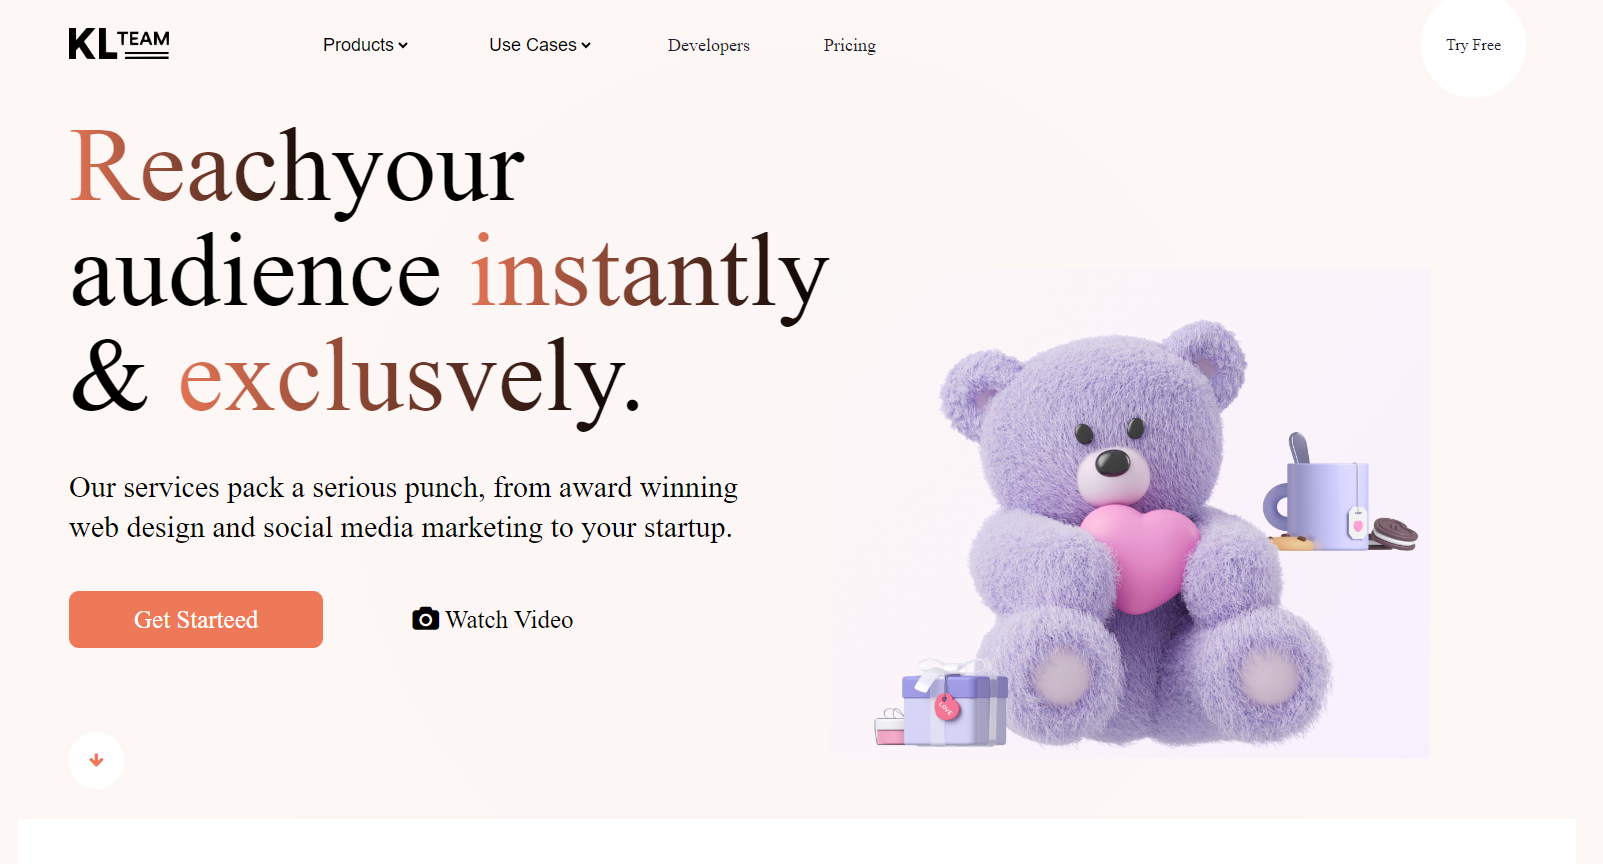 KL TEAM
Products
Use Cases
Developers
Pricing
Try Free
Reachyour
audience instantly
& exclusvely.
Our services pack a serious punch, from award winning
web design and social media marketing to your startup.
Get Starteed
Watch Video
LOVE